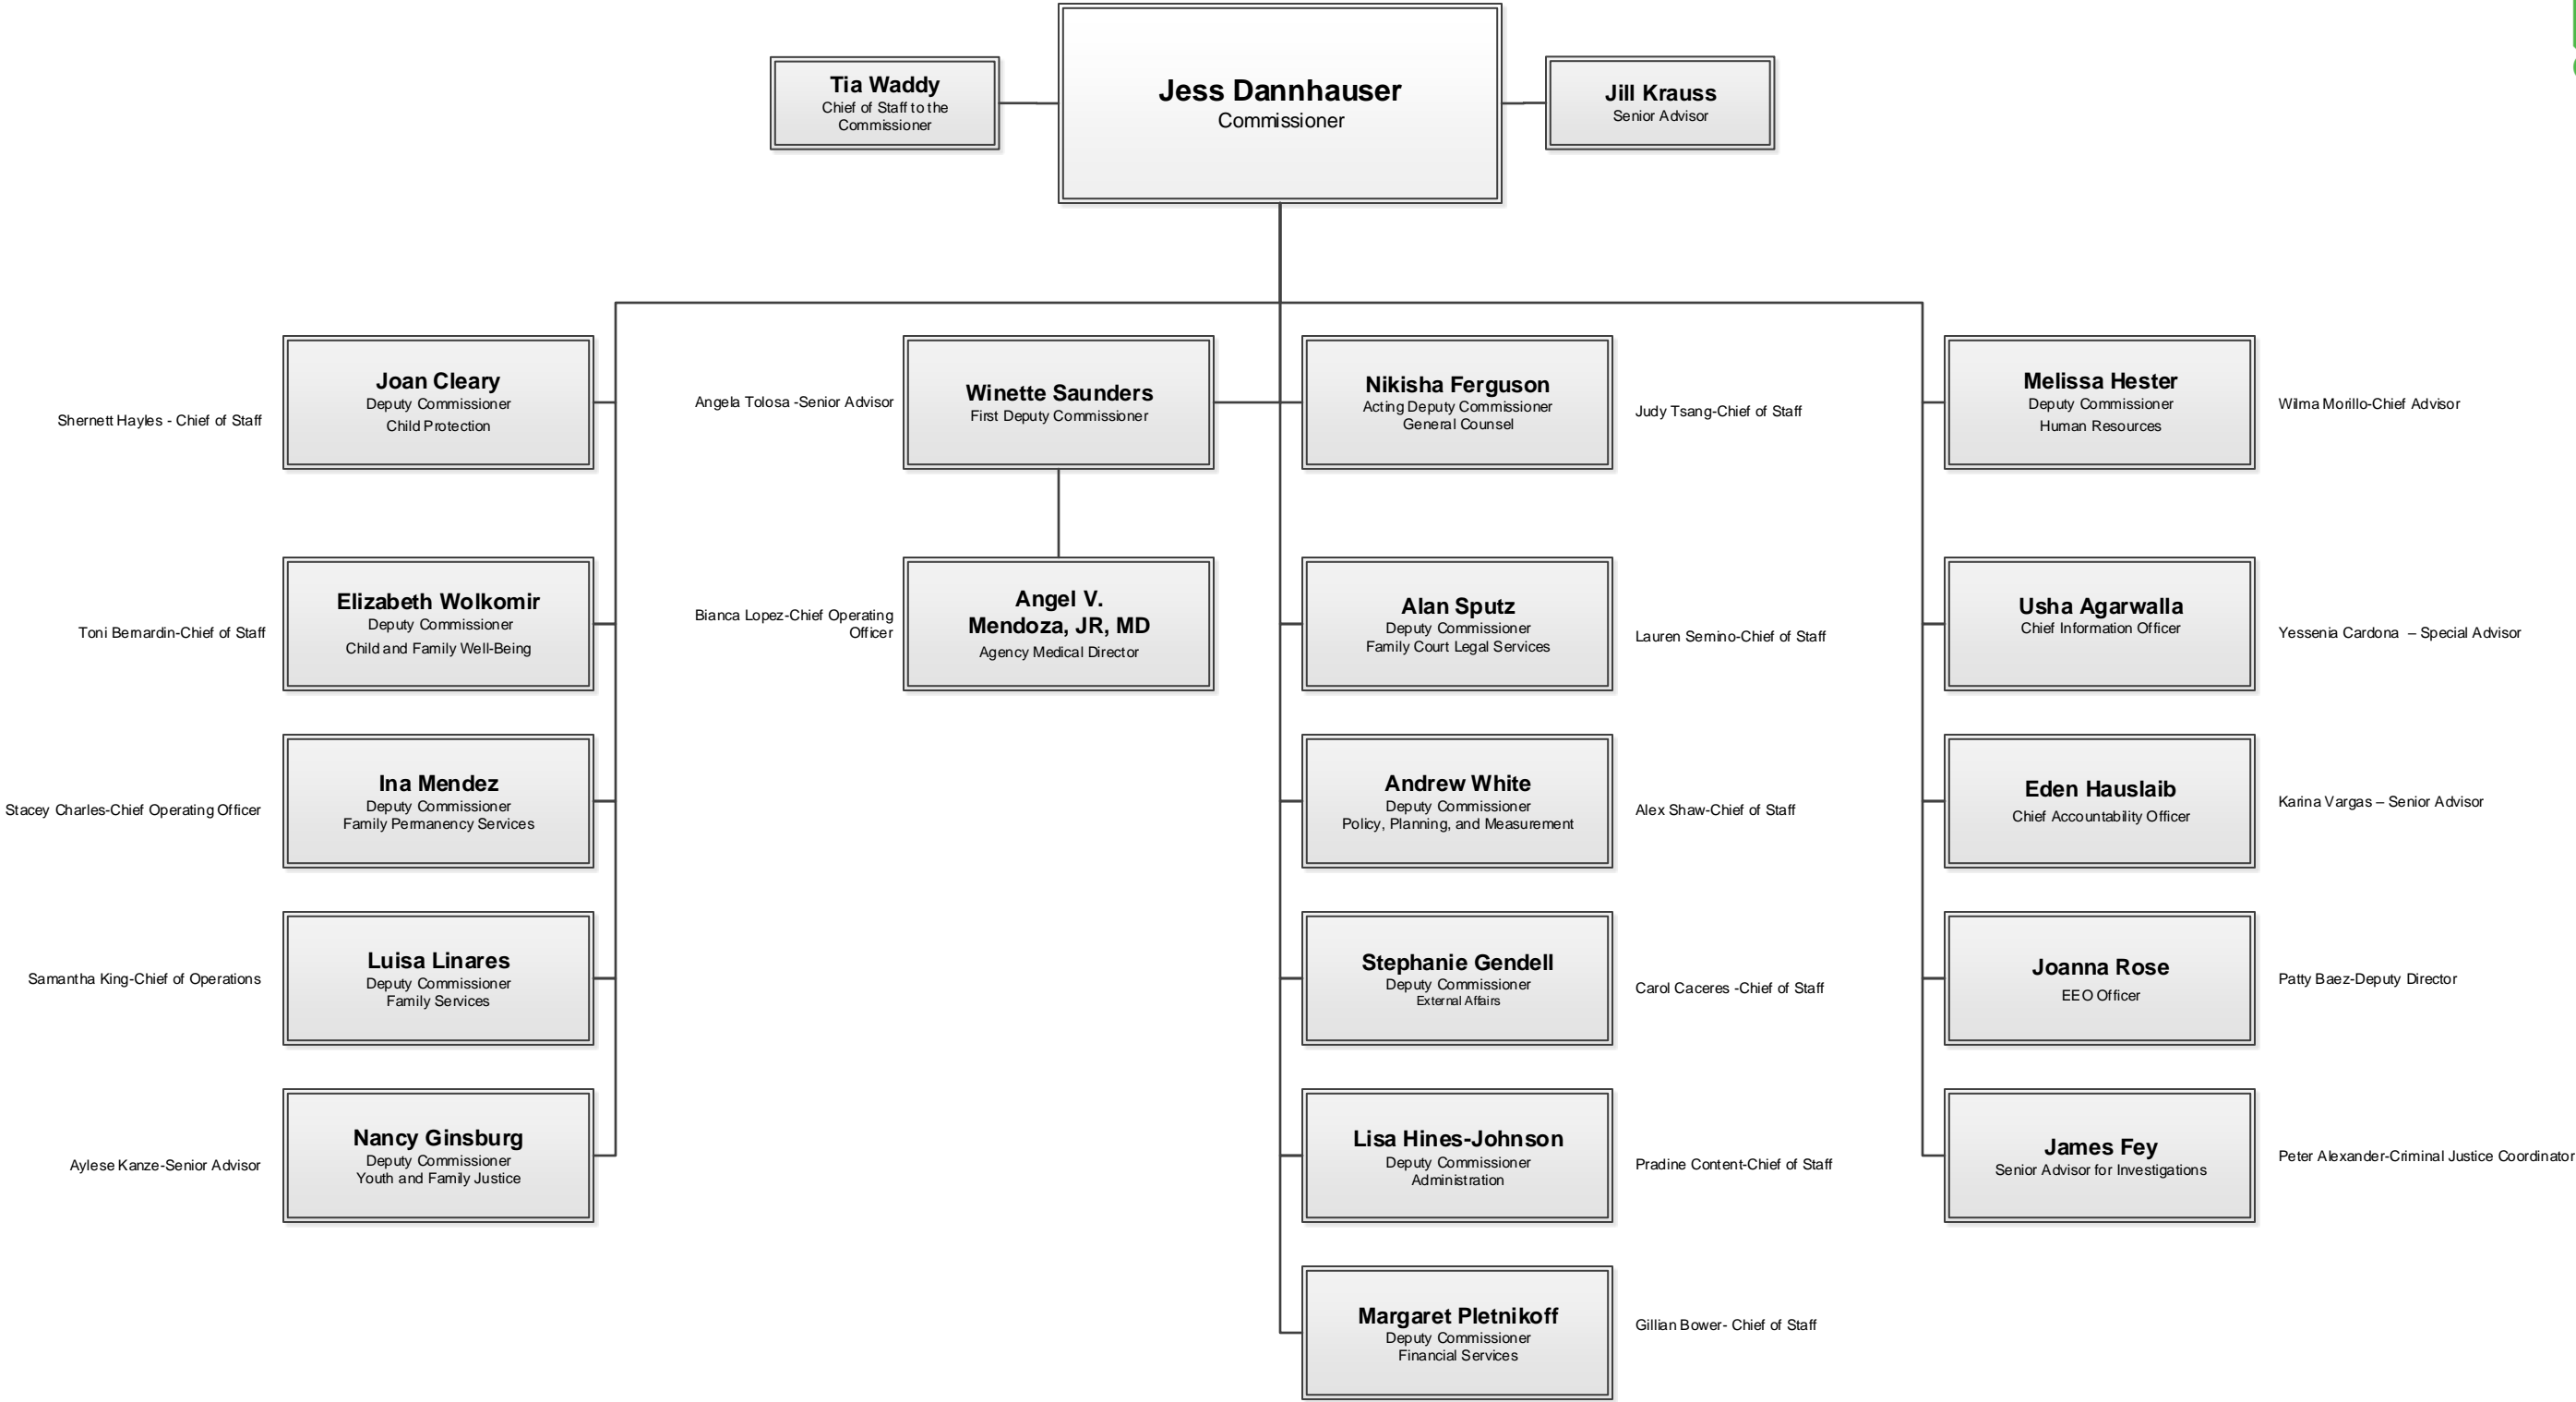 Jess Dannhauser
Commissioner
Tia Waddy
Chief of Staff to the
Commissioner
Jill Krauss
Senior Advisor
Shernett Hayles - Chief of Staff
Joan Cleary
Deputy Commissioner
Child Protection
Toni Bernardin-Chief of Staff
Elizabeth Wolkomir
Deputy Commissioner
Child and Family Well-Being
Stacey Charles-Chief Operating Officer
Ina Mendez
Deputy Commissioner
Family Permanency Services
Samantha King-Chief of Operations
Luisa Linares
Deputy Commissioner
Family Services
Aylese Kanze-Senior Advisor
Nancy Ginsburg
Deputy Commissioner
Youth and Family Justice
Angela Tolosa -Senior Advisor
Winette Saunders
First Deputy Commissioner
Bianca Lopez-Chief Operating
Officer
Angel V.
Mendoza, JR, MD
Agency Medical Director
Nikisha Ferguson
Acting Deputy Commissioner
General Counsel
Judy Tsang-Chief of Staff
Alan Sputz
Deputy Commissioner
Family Court Legal Services
Lauren Semino-Chief of Staff
Andrew White
Deputy Commissioner
Policy, Planning, and Measurement
Alex Shaw-Chief of Staff
Stephanie Gendell
Deputy Commissioner
External Affairs
Carol Caceres -Chief of Staff
Lisa Hines-Johnson
Deputy Commissioner
Administration
Pradine Content-Chief of Staff
Margaret Pletnikoff
Deputy Commissioner
Financial Services
Gillian Bower- Chief of Staff
Melissa Hester
Deputy Commissioner
Human Resources
Wilma Morillo-Chief Advisor
Usha Agarwalla
Chief Information Officer
Yessenia Cardona – Special Advisor
Eden Hauslaib
Chief Accountability Officer
Karina Vargas – Senior Advisor
Joanna Rose
EEO Officer
Patty Baez-Deputy Director
James Fey
Senior Advisor for Investigations
Peter Alexander-Criminal Justice Coordinator